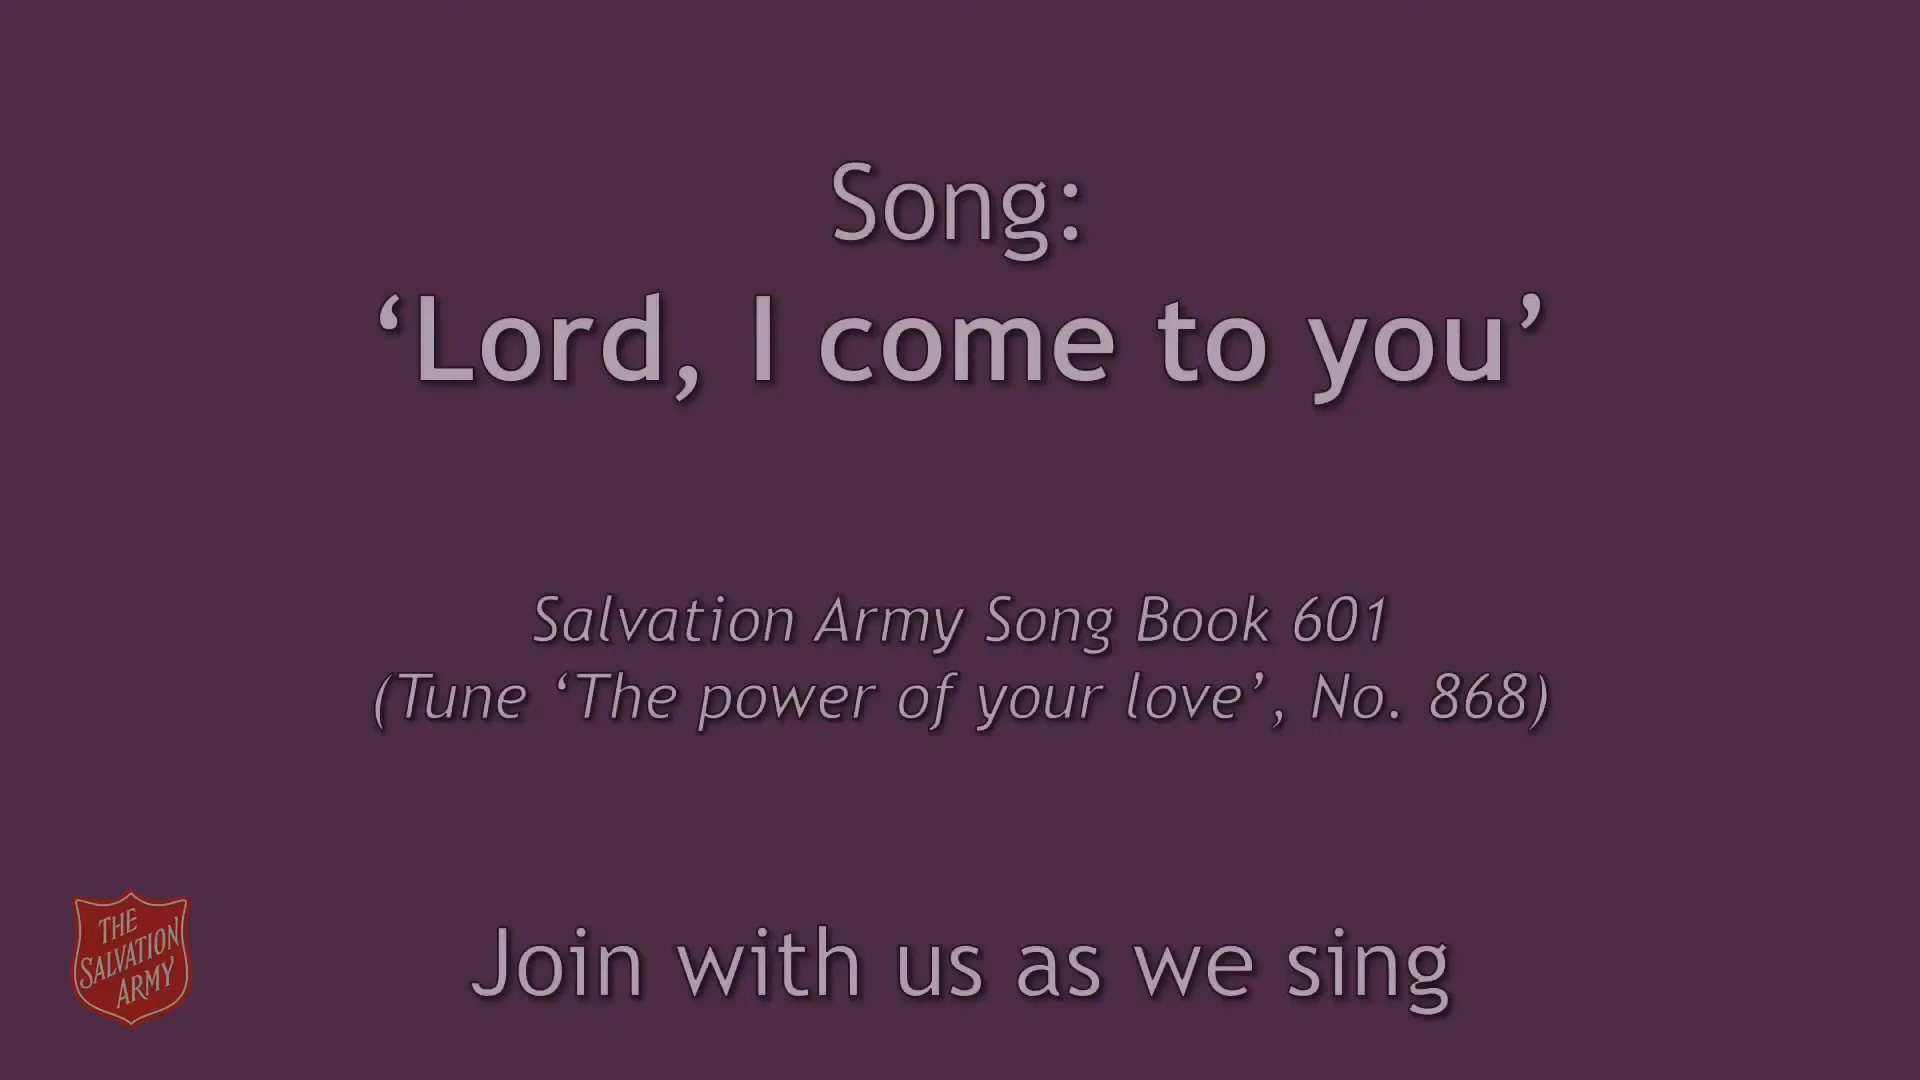 Song:
‘Lord, I come to you’
Salvation Army Song Book 601
(Tune ‘The power of your love’, No. 868)
THE
SALVATION
ARMY
Join with us as we sing